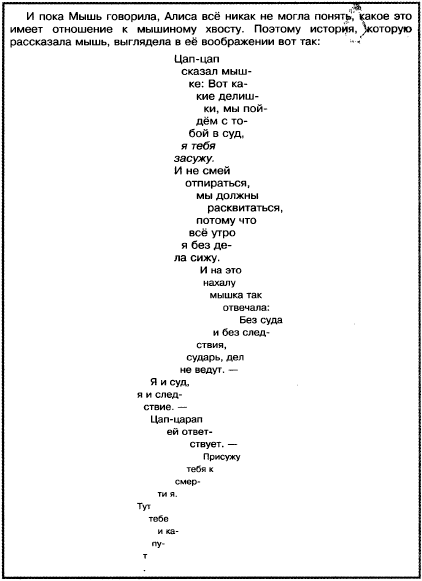 И пока Мышь говорила, Алиса всё никак не могла понять, какое это
имеет отношение к мышиному хвосту. Поэтому история, которую
рассказала мышь, выглядела в её воображении вот так:
Цап-цап
сказал мыш-
ке: Вот ка-
кие делиш-
ки, мы пой-
дём с то-
бой в суд,
я тебя
засужу.
И не смей
отпираться,
мы должны
расквитаться,
потому что
всё утро
я без де-
ла сижу.
И на это
нахалу
мышка так
отвечала:
Без суда
и без след-
ствия,
сударь, дел
не ведут. —
Я и суд,
я и след-
ствие. —
Цап-царап
ей ответ-
ствует. —
Присужу
тебя к
смер-
ти я.
Тут
тебе
и ка-
пу-
т
.